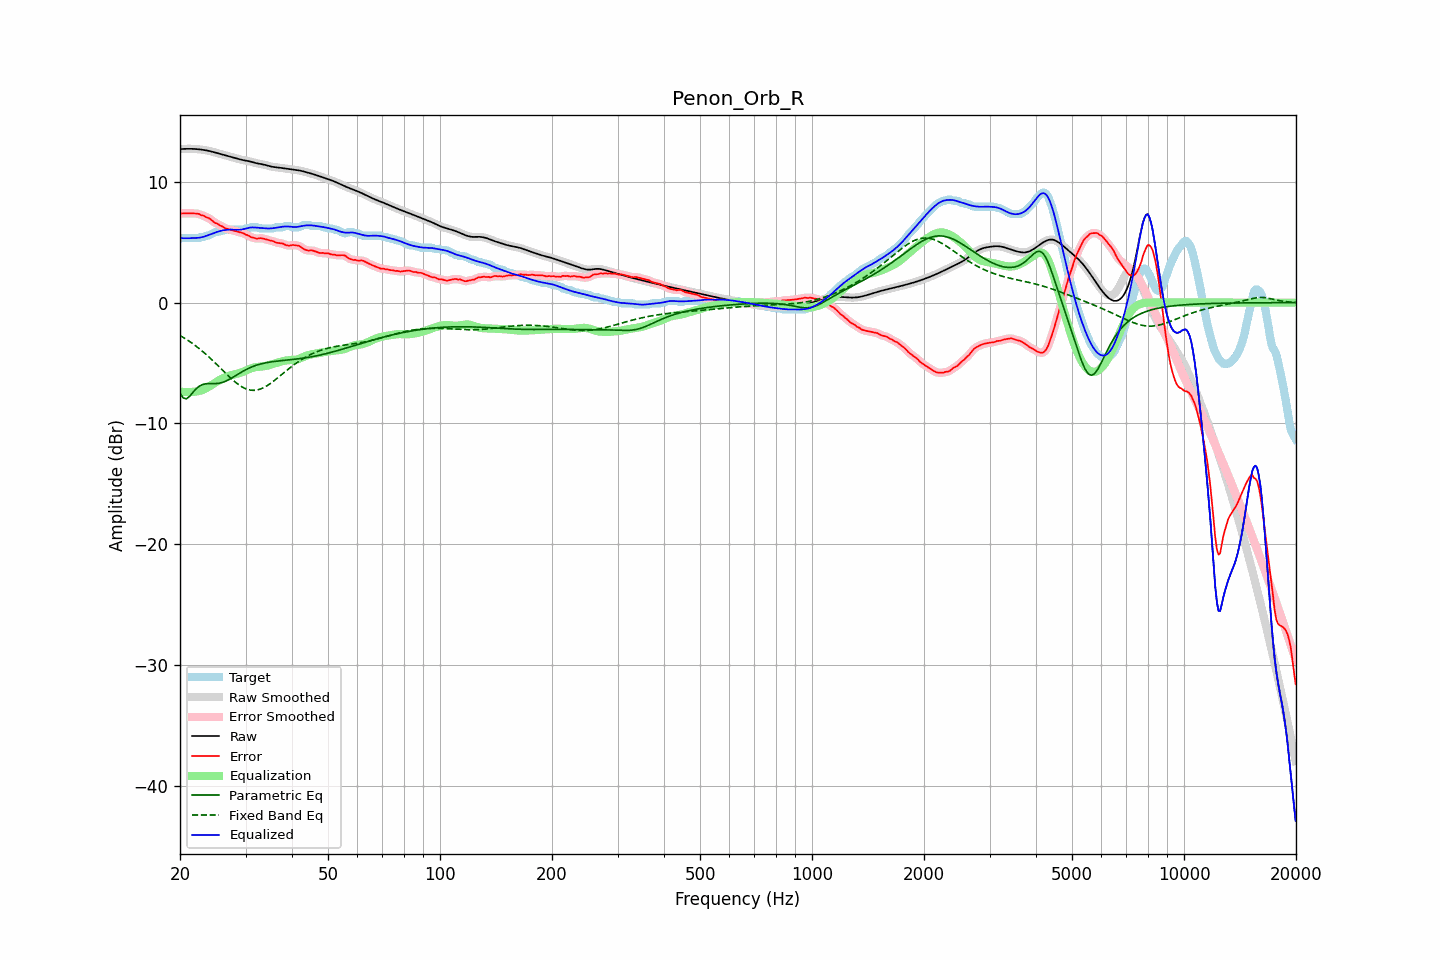 Penon_Orb_R
Amplitude (dBr)
10
0
−10
−20
−30
−40
Target
Raw Smoothed
Error Smoothed
Raw
Error
Equalization
Parametric Eq
Fixed Band Eq
Equalized
20 50 100 200 500 1000 2000 5000 10000 20000
Frequency (Hz)